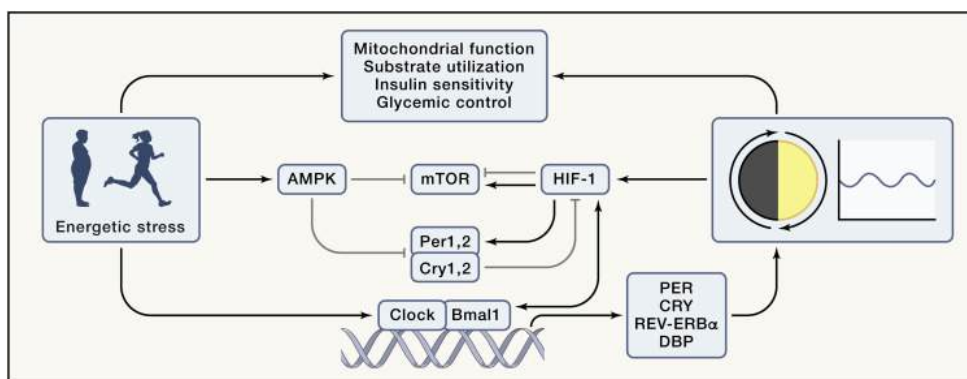 Mitochondrial function
Substrate utilization
Insulin sensitivity
Glycemic control
Energetic stress
AMPK
mTOR
HIF-1
Per1,2
Cry1,2
Clock
Bmal1
PER
CRY
REV-ERBα
DBP